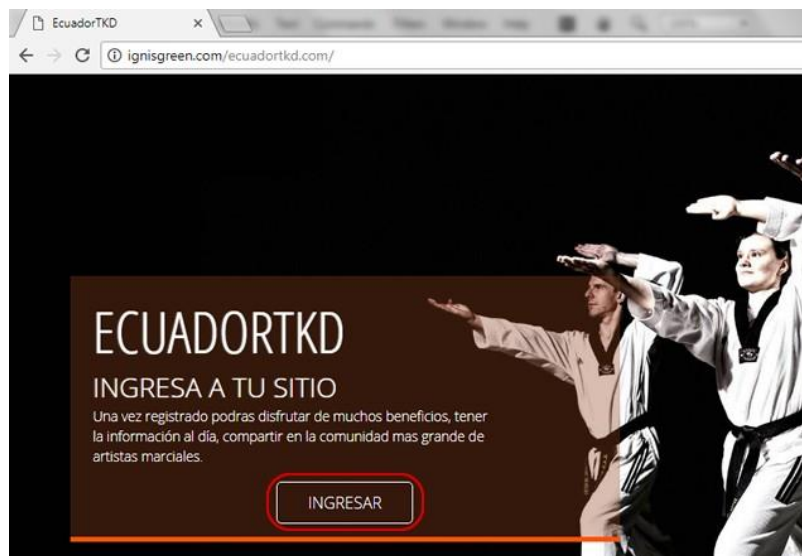 EcuadorTKD
ignisgreen.com/ecuadortkd.com/
ECUADORTKD
INGRESA A TU SITIO
Una vez registrado podras disfrutar de muchos beneficios, tener
la información al día, compartir en la comunidad mas grande de
artistas marciales.
INGRESAR